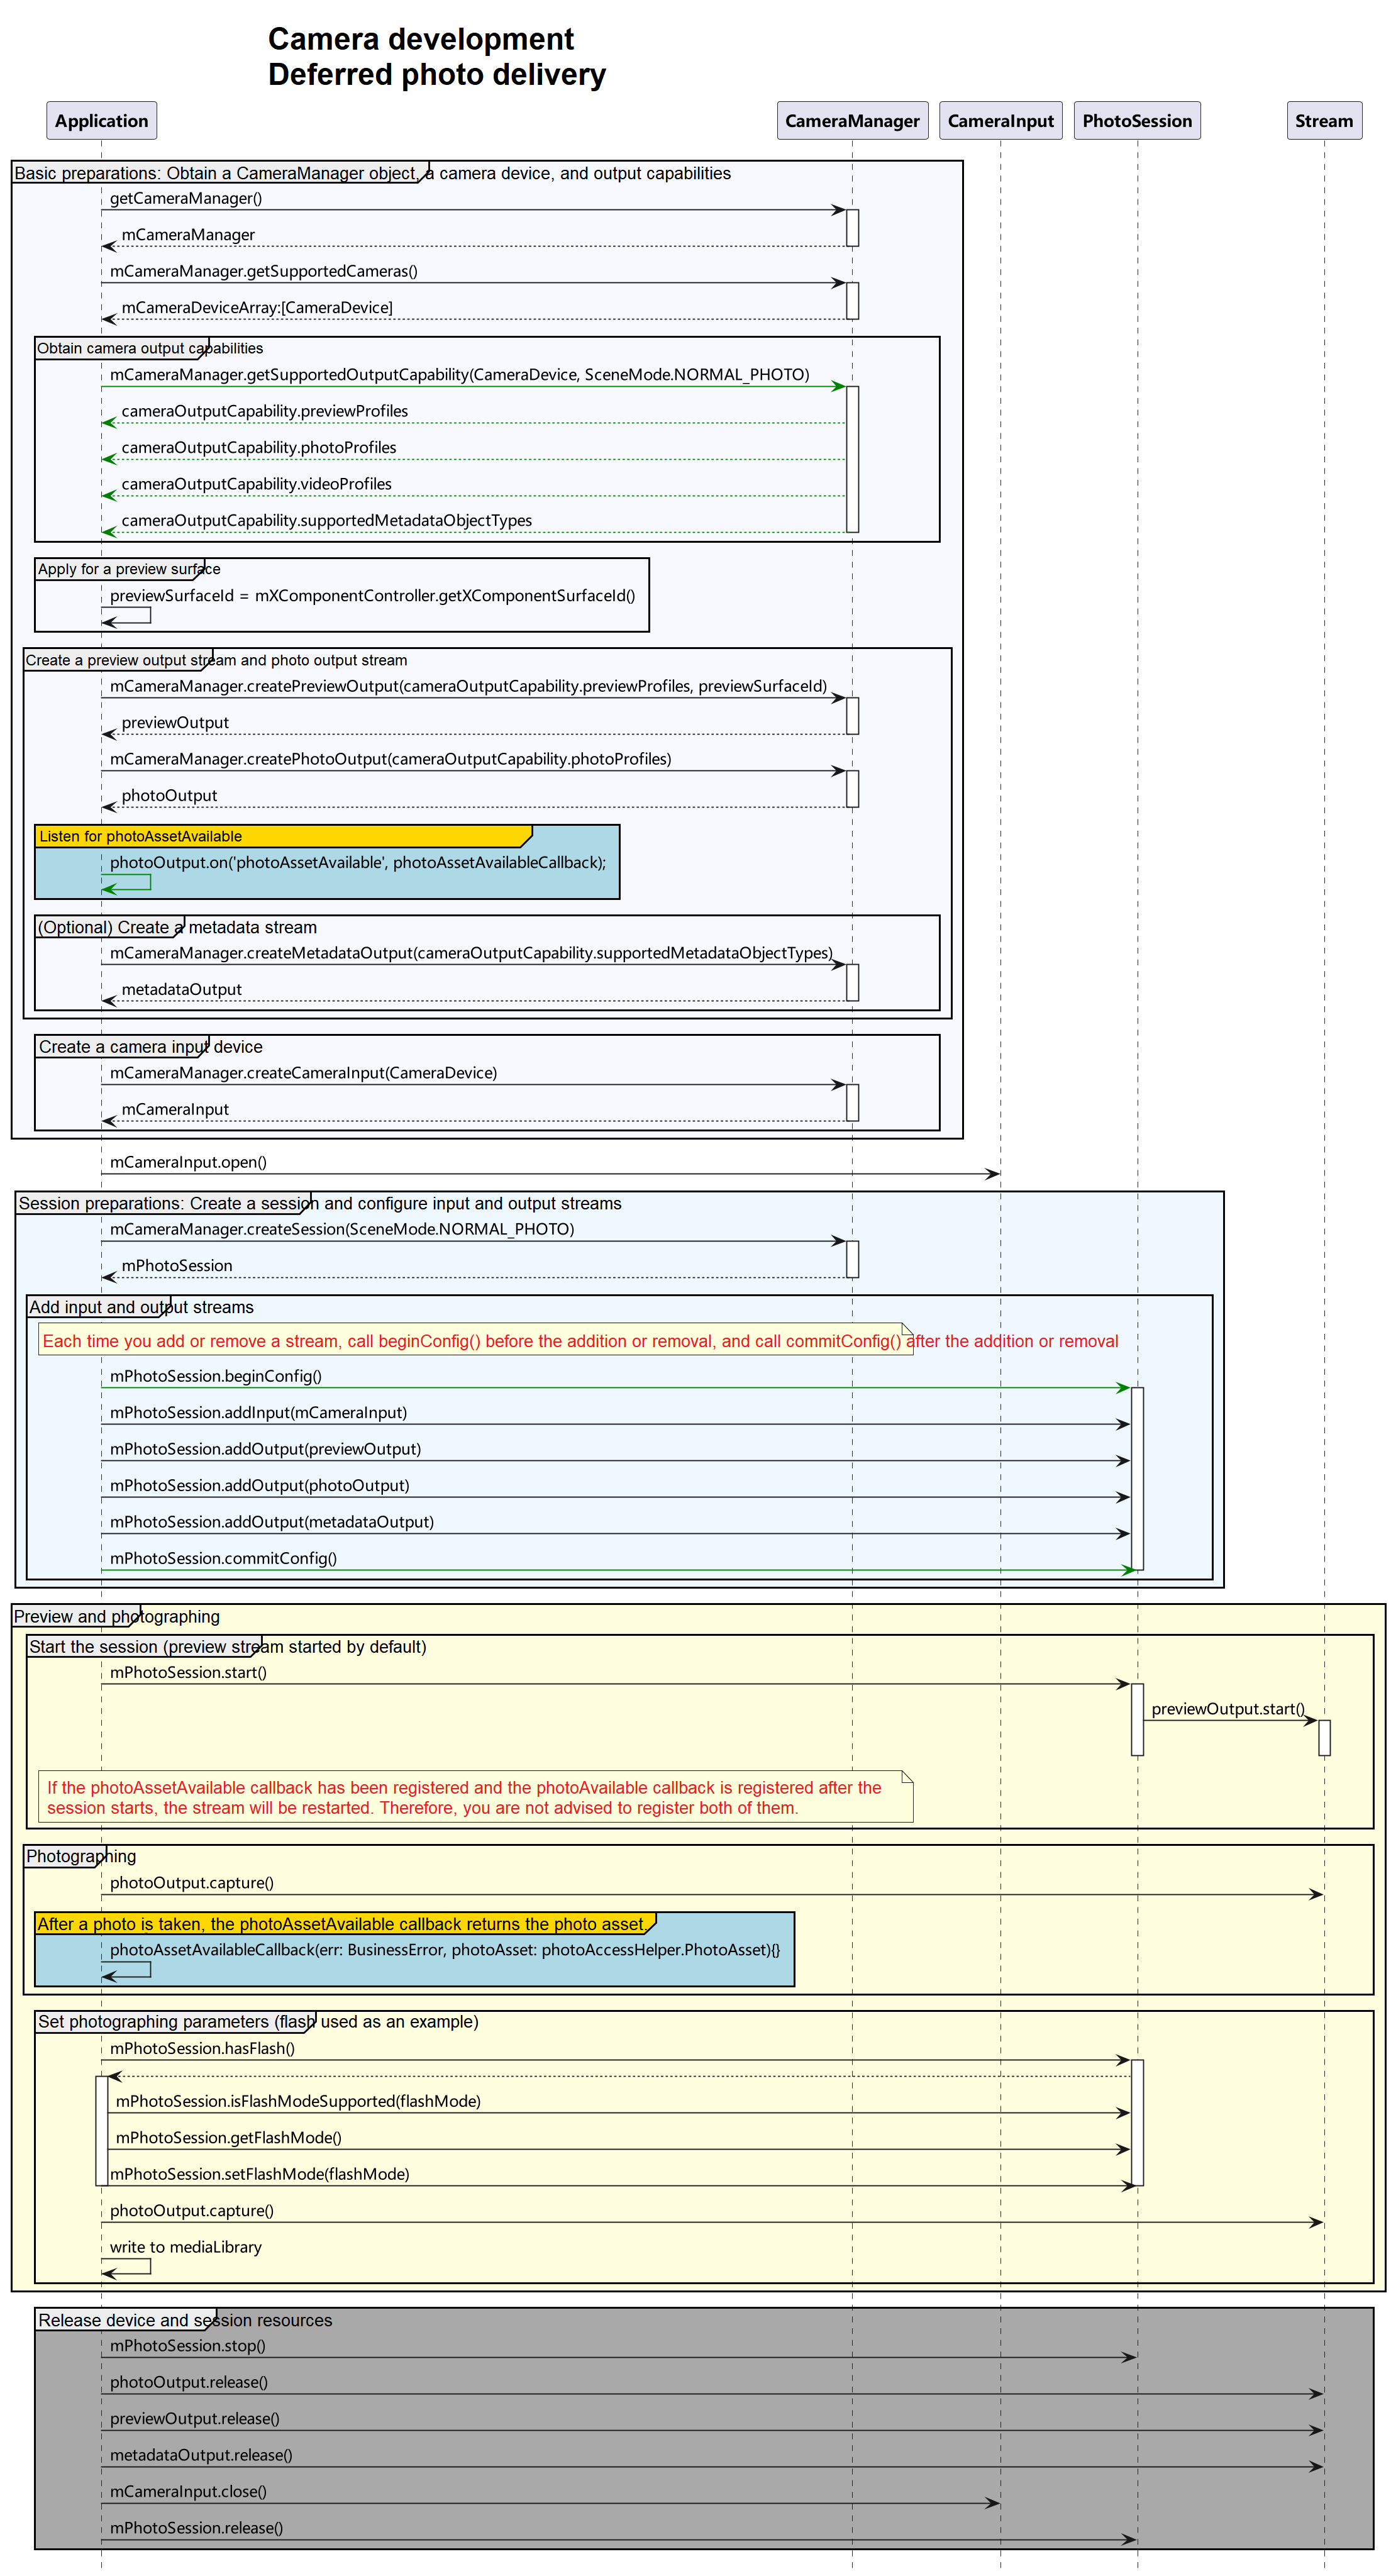 Camera development
Deferred photo delivery
Application
CameraManager
CameraInput
PhotoSession
Stream
Basic preparations: Obtain a CameraManager object, a camera device, and output capabilities
getCameraManager()
mCameraManager
mCameraManager.getSupportedCameras()
mCameraDeviceArray:[CameraDevice]
Obtain camera output capabilities
mCameraManager.getSupportedOutputCapability(CameraDevice, SceneMode.NORMAL_PHOTO)
cameraOutputCapability.previewProfiles
cameraOutputCapability.photoProfiles
cameraOutputCapability.videoProfiles
cameraOutputCapability.supportedMetadataObjectTypes
Apply for a preview surface
previewSurfaceId = mXComponentController.getXComponentSurfaceId()
Create a preview output stream and photo output stream
mCameraManager.createPreviewOutput(cameraOutputCapability.previewProfiles, previewSurfaceId)
previewOutput
mCameraManager.createPhotoOutput(cameraOutputCapability.photoProfiles)
photoOutput
Listen for photoAssetAvailable
photoOutput.on('photoAssetAvailable', photoAssetAvailableCallback);
(Optional) Create a metadata stream
mCameraManager.createMetadataOutput(cameraOutputCapability.supportedMetadataObjectTypes)
metadataOutput
Create a camera input device
mCameraManager.createCameraInput(CameraDevice)
mCameraInput
mCameraInput.open()
Session preparations: Create a session and configure input and output streams
mCameraManager.createSession(SceneMode.NORMAL_PHOTO)
mPhotoSession
Add input and output streams
Each time you add or remove a stream, call beginConfig() before the addition or removal, and call commitConfig() after the addition or removal
mPhotoSession.beginConfig()
mPhotoSession.addInput(mCameraInput)
mPhotoSession.addOutput(previewOutput)
mPhotoSession.addOutput(photoOutput)
mPhotoSession.addOutput(metadataOutput)
mPhotoSession.commitConfig()
Preview and photographing
Start the session (preview stream started by default)
mPhotoSession.start()
previewOutput.start()
If the photoAssetAvailable callback has been registered and the photoAvailable callback is registered after the
session starts, the stream will be restarted. Therefore, you are not advised to register both of them.
Photographing
photoOutput.capture()
After a photo is taken, the photoAssetAvailable callback returns the photo asset.
photoAssetAvailableCallback(err: BusinessError, photoAsset: photoAccessHelper.PhotoAsset){}
Set photographing parameters (flash used as an example)
mPhotoSession.hasFlash()
mPhotoSession.isFlashModeSupported(flashMode)
mPhotoSession.getFlashMode()
mPhotoSession.setFlashMode(flashMode)
photoOutput.capture()
write to mediaLibrary
Release device and session resources
mPhotoSession.stop()
photoOutput.release()
previewOutput.release()
metadataOutput.release()
mCameraInput.close()
mPhotoSession.release()